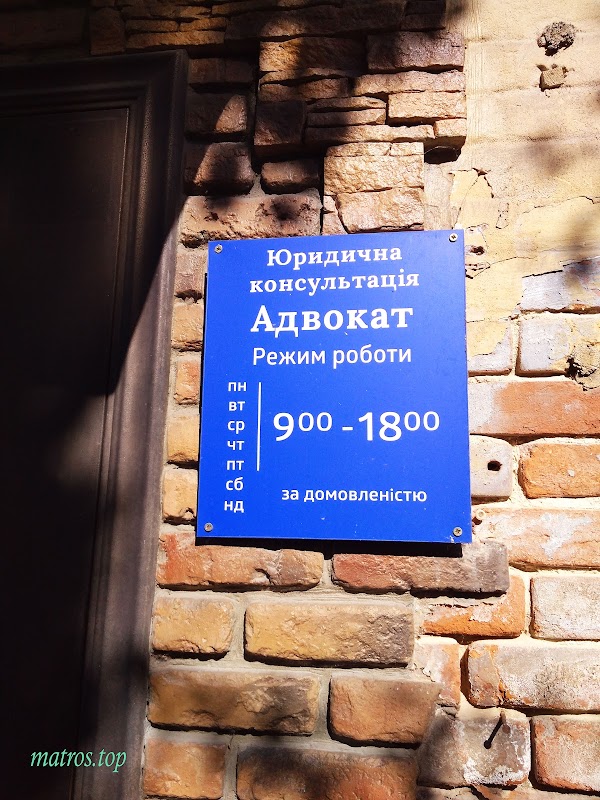 Юридична
консультація
Адвокат
Режим роботи
пн
вт
ср
чт
пт
9⁰⁰ - 18⁰⁰
сб
нд
за домовленістю
matros.top